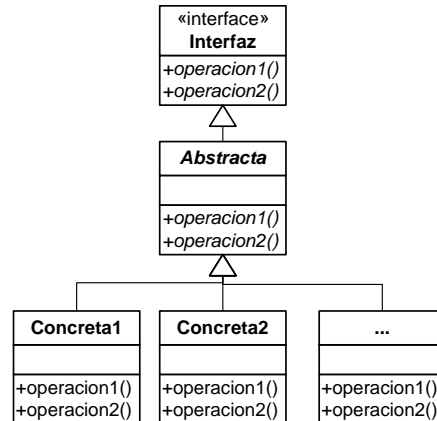 «interface»
Interfaz
+operacion1()
+operacion2()
Abstracta
+operacion1()
+operacion2()
Concreta1
+operacion1()
+operacion2()
Concreta2
+operacion1()
+operacion2()
...
+operacion1()
+operacion2()